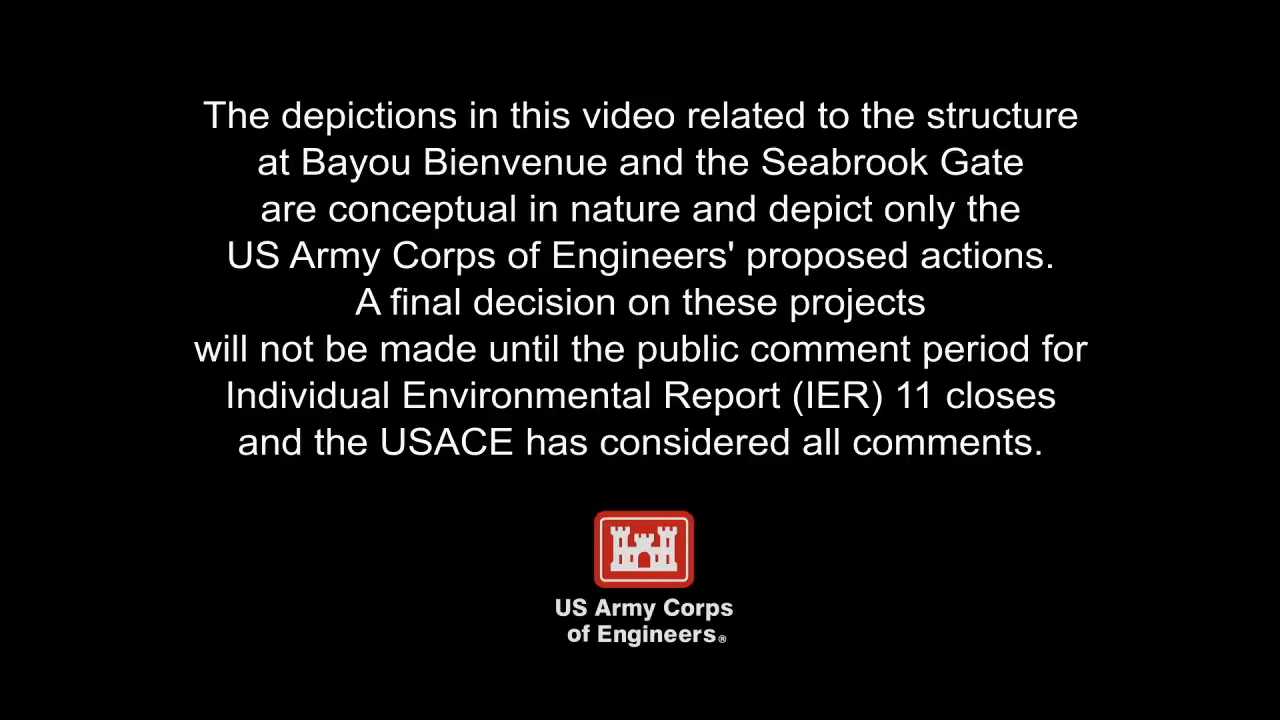 The depictions in this video related to the structure
at Bayou Bienvenue and the Seabrook Gate
are conceptual in nature and depict only the
US Army Corps of Engineers' proposed actions.
A final decision on these projects
will not be made until the public comment period for
Individual Environmental Report (IER) 11 closes
and the USACE has considered all comments.
US Army Corps
of Engineers®